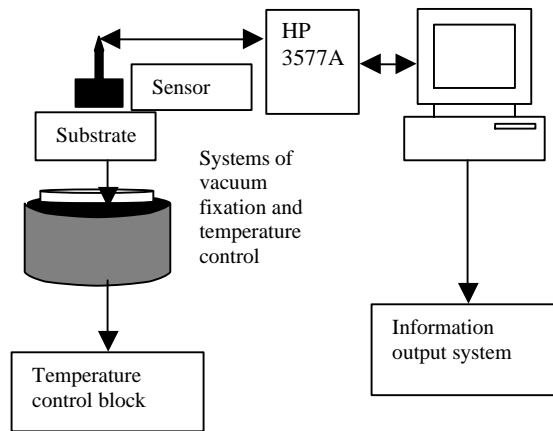 HP
3577A
Sensor
Substrate
Systems of
vacuum
fixation and
temperature
control
Information
output system
Temperature
control block